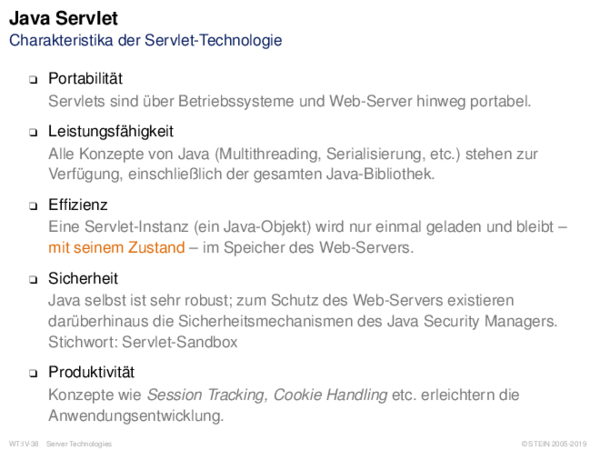 Java Servlet
Charakteristika der Servlet-Technologie
❏ Portabilität
Servlets sind über Betriebssysteme und Web-Server hinweg portabel.
❏ Leistungsfähigkeit
Alle Konzepte von Java (Multithreading, Serialisierung, etc.) stehen zur
Verfügung, einschließlich der gesamten Java-Bibliothek.
❏ Effizienz
Eine Servlet-Instanz (ein Java-Objekt) wird nur einmal geladen und bleibt –
mit seinem Zustand – im Speicher des Web-Servers.
❏ Sicherheit
Java selbst ist sehr robust; zum Schutz des Web-Servers existieren
darüberhinaus die Sicherheitsmechanismen des Java Security Managers.
Stichwort: Servlet-Sandbox
❏ Produktivität
Konzepte wie Session Tracking, Cookie Handling etc. erleichtern die
Anwendungsentwicklung.
WT:IV-38 Server Technologies © STEIN 2005-2019